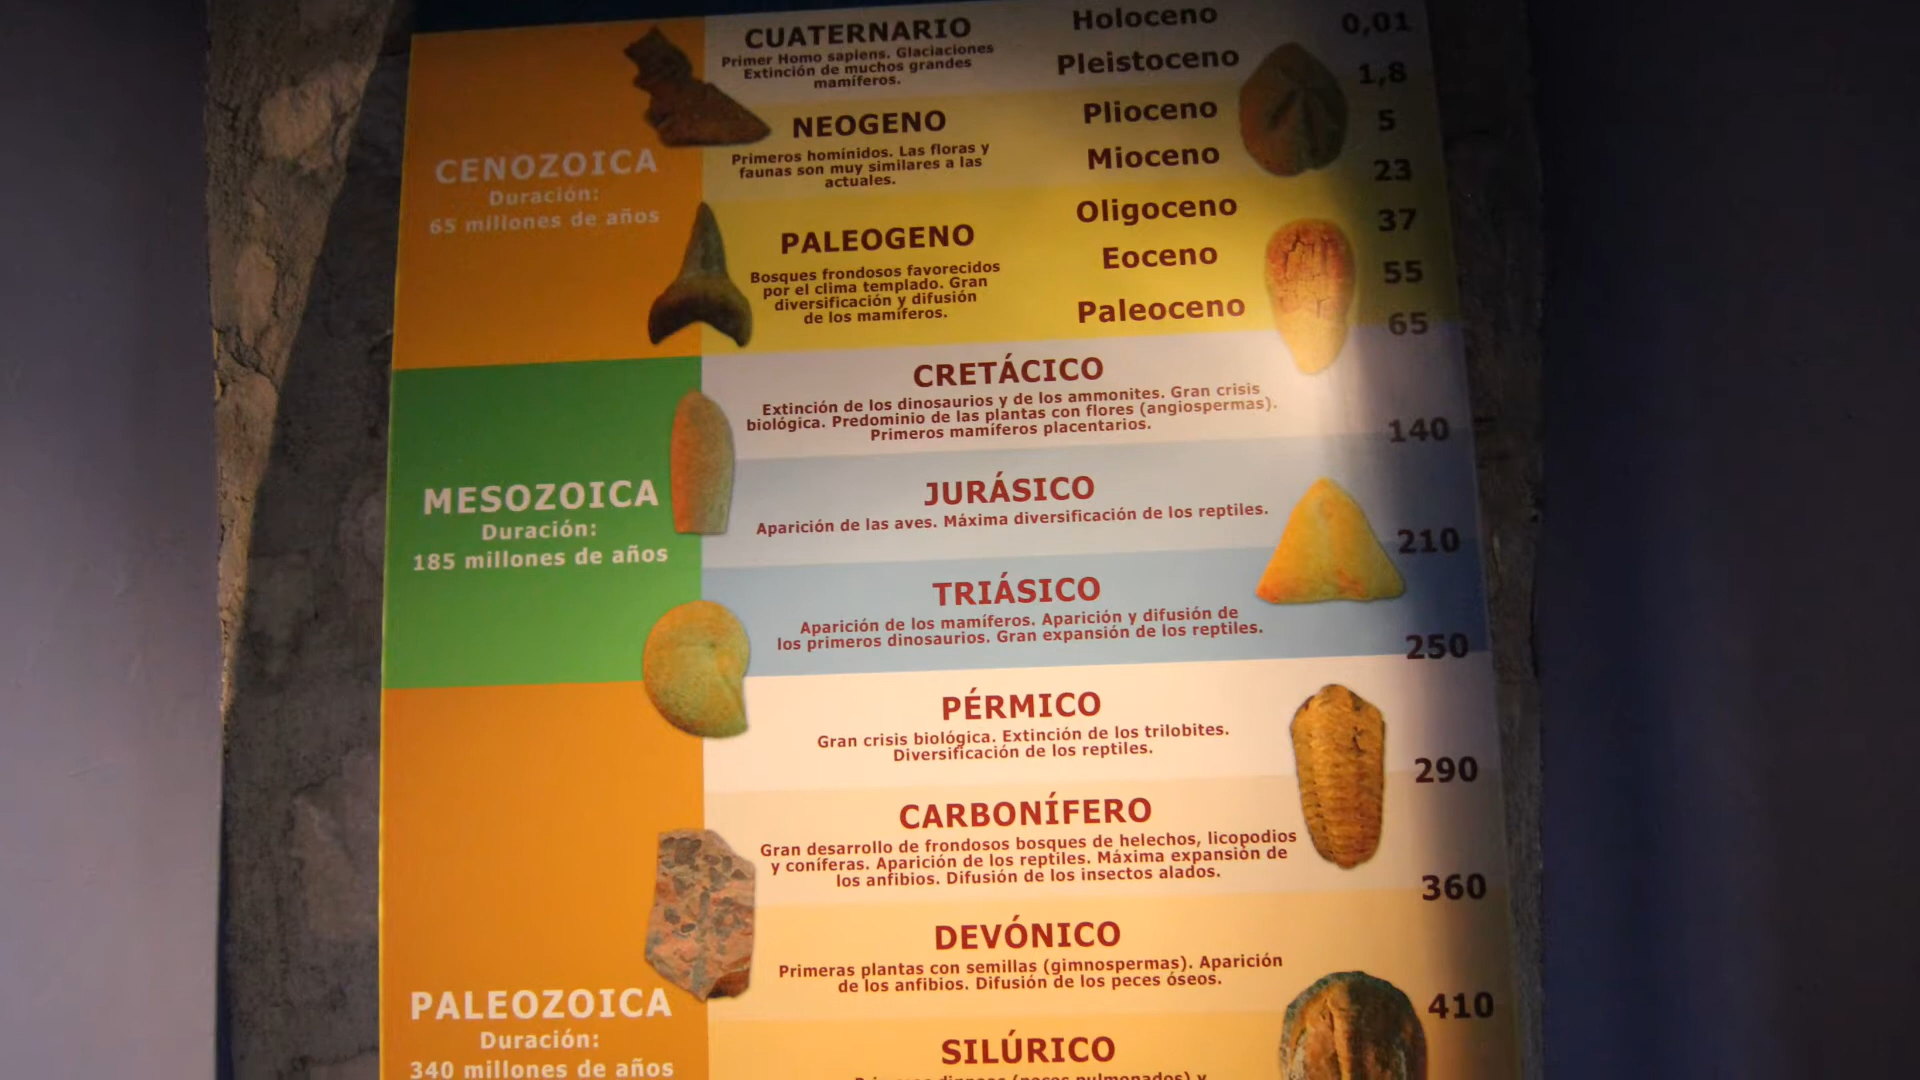 CUATERNARIO
Primer Homo sapiens. Glaciaciones
Extinción de muchos grandes
mamíferos.
Holoceno
0,01
Pleistoceno
1,8
NEOGENO
Primeros homínidos. Las floras y
faunas son muy similares a las
actuales.
Plioceno
5
Mioceno
23
CENOZOICA
Duración:
65 millones de años
PALEOGENO
Bosques frondosos favorecidos
por el clima templado. Gran
diversificación y difusión
de los mamíferos.
Oligoceno
37
Eoceno
55
Paleoceno
65
CRETÁCICO
Extinción de los dinosaurios y de los ammonites. Gran crisis
biológica. Predominio de las plantas con flores (angiospermas).
Primeros mamíferos placentarios.
140
MESOZOICA
Duración:
185 millones de años
JURÁSICO
Aparición de las aves. Máxima diversificación de los reptiles.
210
TRIÁSICO
Aparición de los mamíferos. Aparición y difusión de
los primeros dinosaurios. Gran expansión de los reptiles.
250
PÉRMICO
Gran crisis biológica. Extinción de los trilobites.
Diversificación de los reptiles.
290
CARBONÍFERO
Gran desarrollo de frondosos bosques de helechos, licopodios
y coníferas. Aparición de los reptiles. Máxima expansión de
los anfibios. Difusión de los insectos alados.
360
DEVÓNICO
Primeras plantas con semillas (gimnospermas). Aparición
de los anfibios. Difusión de los peces óseos.
410
PALEOZOICA
Duración:
340 millones de años
SILÚRICO
(peces pulmonados) y